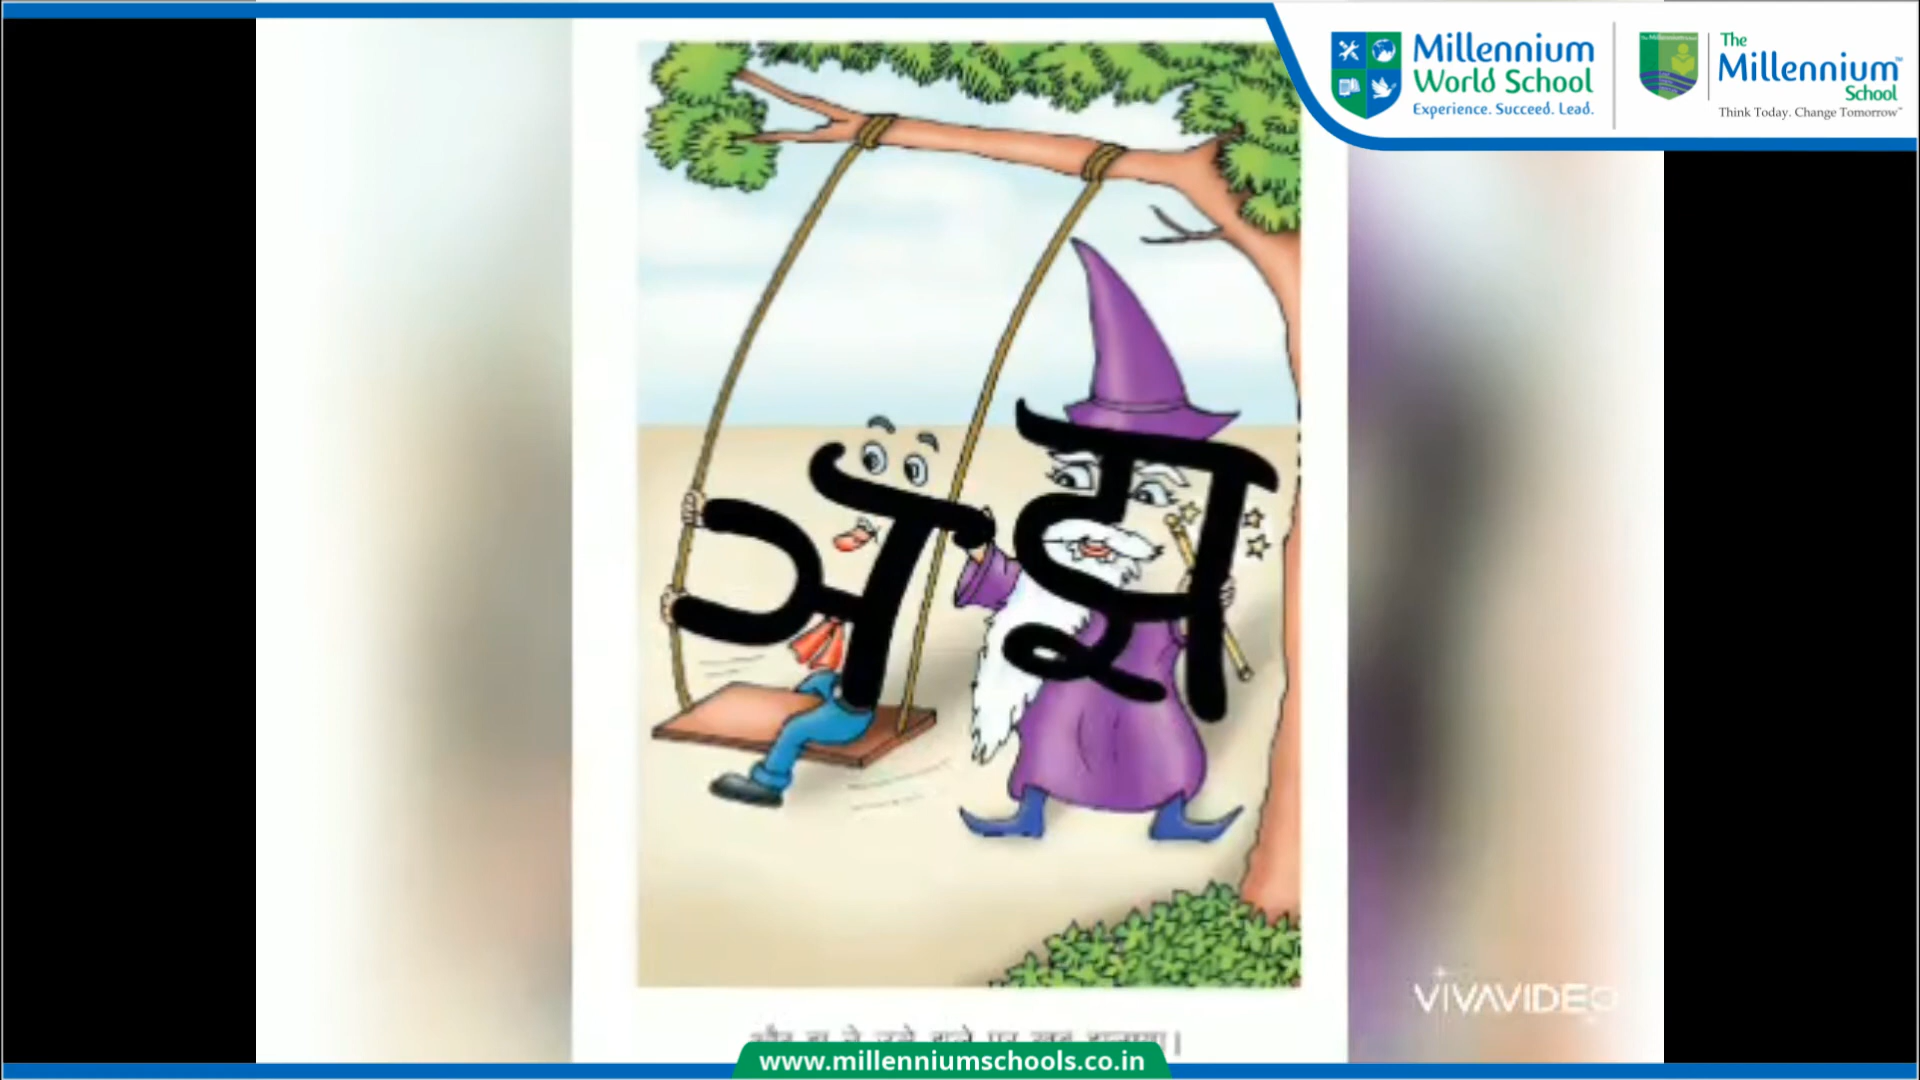 Millennium
World School
Experience. Succeed. Lead.
The
Millennium
School
Think Today. Change Tomorrow
अ झ
VIVAVIDEO
www.millenniumschools.co.in